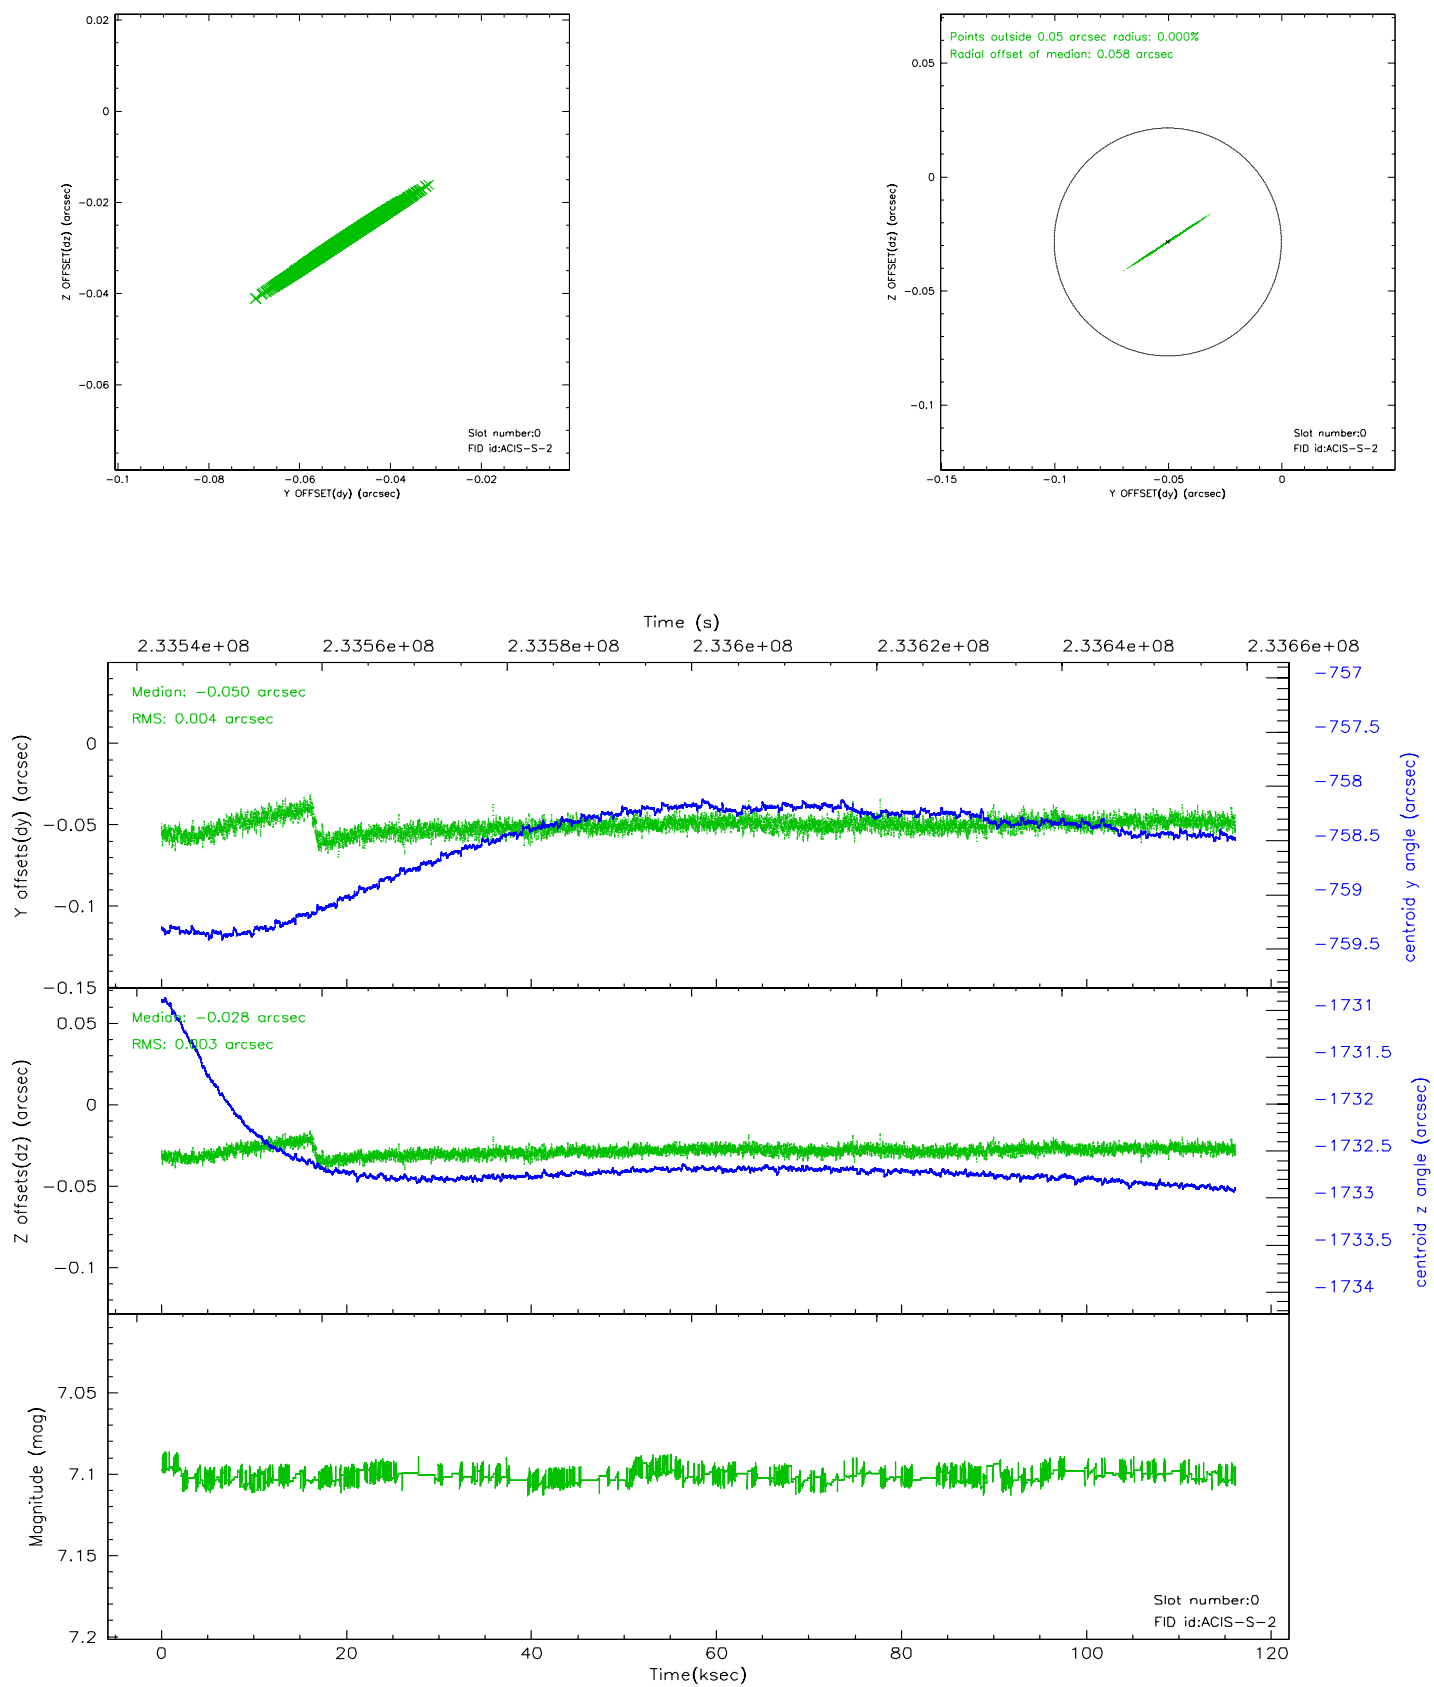 0.02
0
-0.02
-0.04
-0.06
Z OFFSET(dz) (arcsec)
Slot number:0
FID id:ACIS-S-2
-0.1
-0.08
-0.06
-0.04
-0.02
Y OFFSET(dy) (arcsec)
Points outside 0.05 arcsec radius: 0.000%
Radial offset of median: 0.058 arcsec
0.05
0
-0.05
-0.1
Z OFFSET(dz) (arcsec)
Slot number:0
FID id:ACIS-S-2
-0.15
-0.1
-0.05
0
Y OFFSET(dy) (arcsec)
Time (s)
2.3354e+08
2.3356e+08
2.3358e+08
2.336e+08
2.3362e+08
2.3364e+08
2.3366e+08
Median: -0.050 arcsec
RMS: 0.004 arcsec
0
-0.05
-0.1
-0.15
Y offsets(dy) (arcsec)
-757
-757.5
-758
-758.5
-759
-759.5
centroid y angle (arcsec)
Median: -0.028 arcsec
RMS: 0.003 arcsec
0.05
0
-0.05
-0.1
Z offsets(dz) (arcsec)
-1731
-1731.5
-1732
-1732.5
-1733
-1733.5
-1734
centroid z angle (arcsec)
7.05
7.1
7.15
7.2
Magnitude (mag)
Slot number:0
FID id:ACIS-S-2
0
20
40
60
80
100
120
Time(ksec)